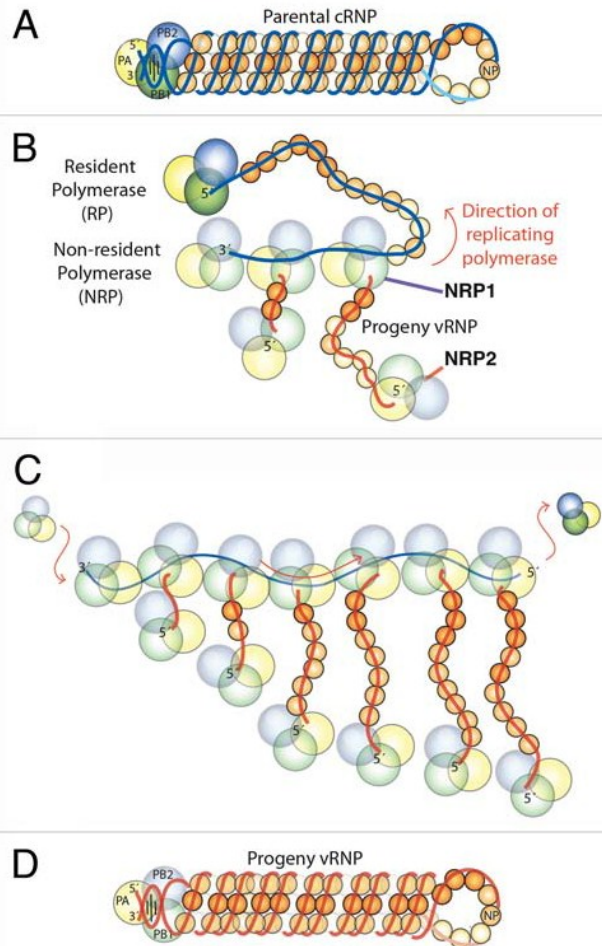 A
Parental cRNP
PB2
5´
PA
3´
PB1
NP
B
Resident
Polymerase
(RP)
5´
Direction of
replicating
polymerase
Non-resident
Polymerase
(NRP)
3´
NRP1
Progeny vRNP
5´
NRP2
5´
C
3´
5´
5´
5´
5´
5´
5´
5´
D
Progeny vRNP
PB2
5´
PA
3´
PB1
NP